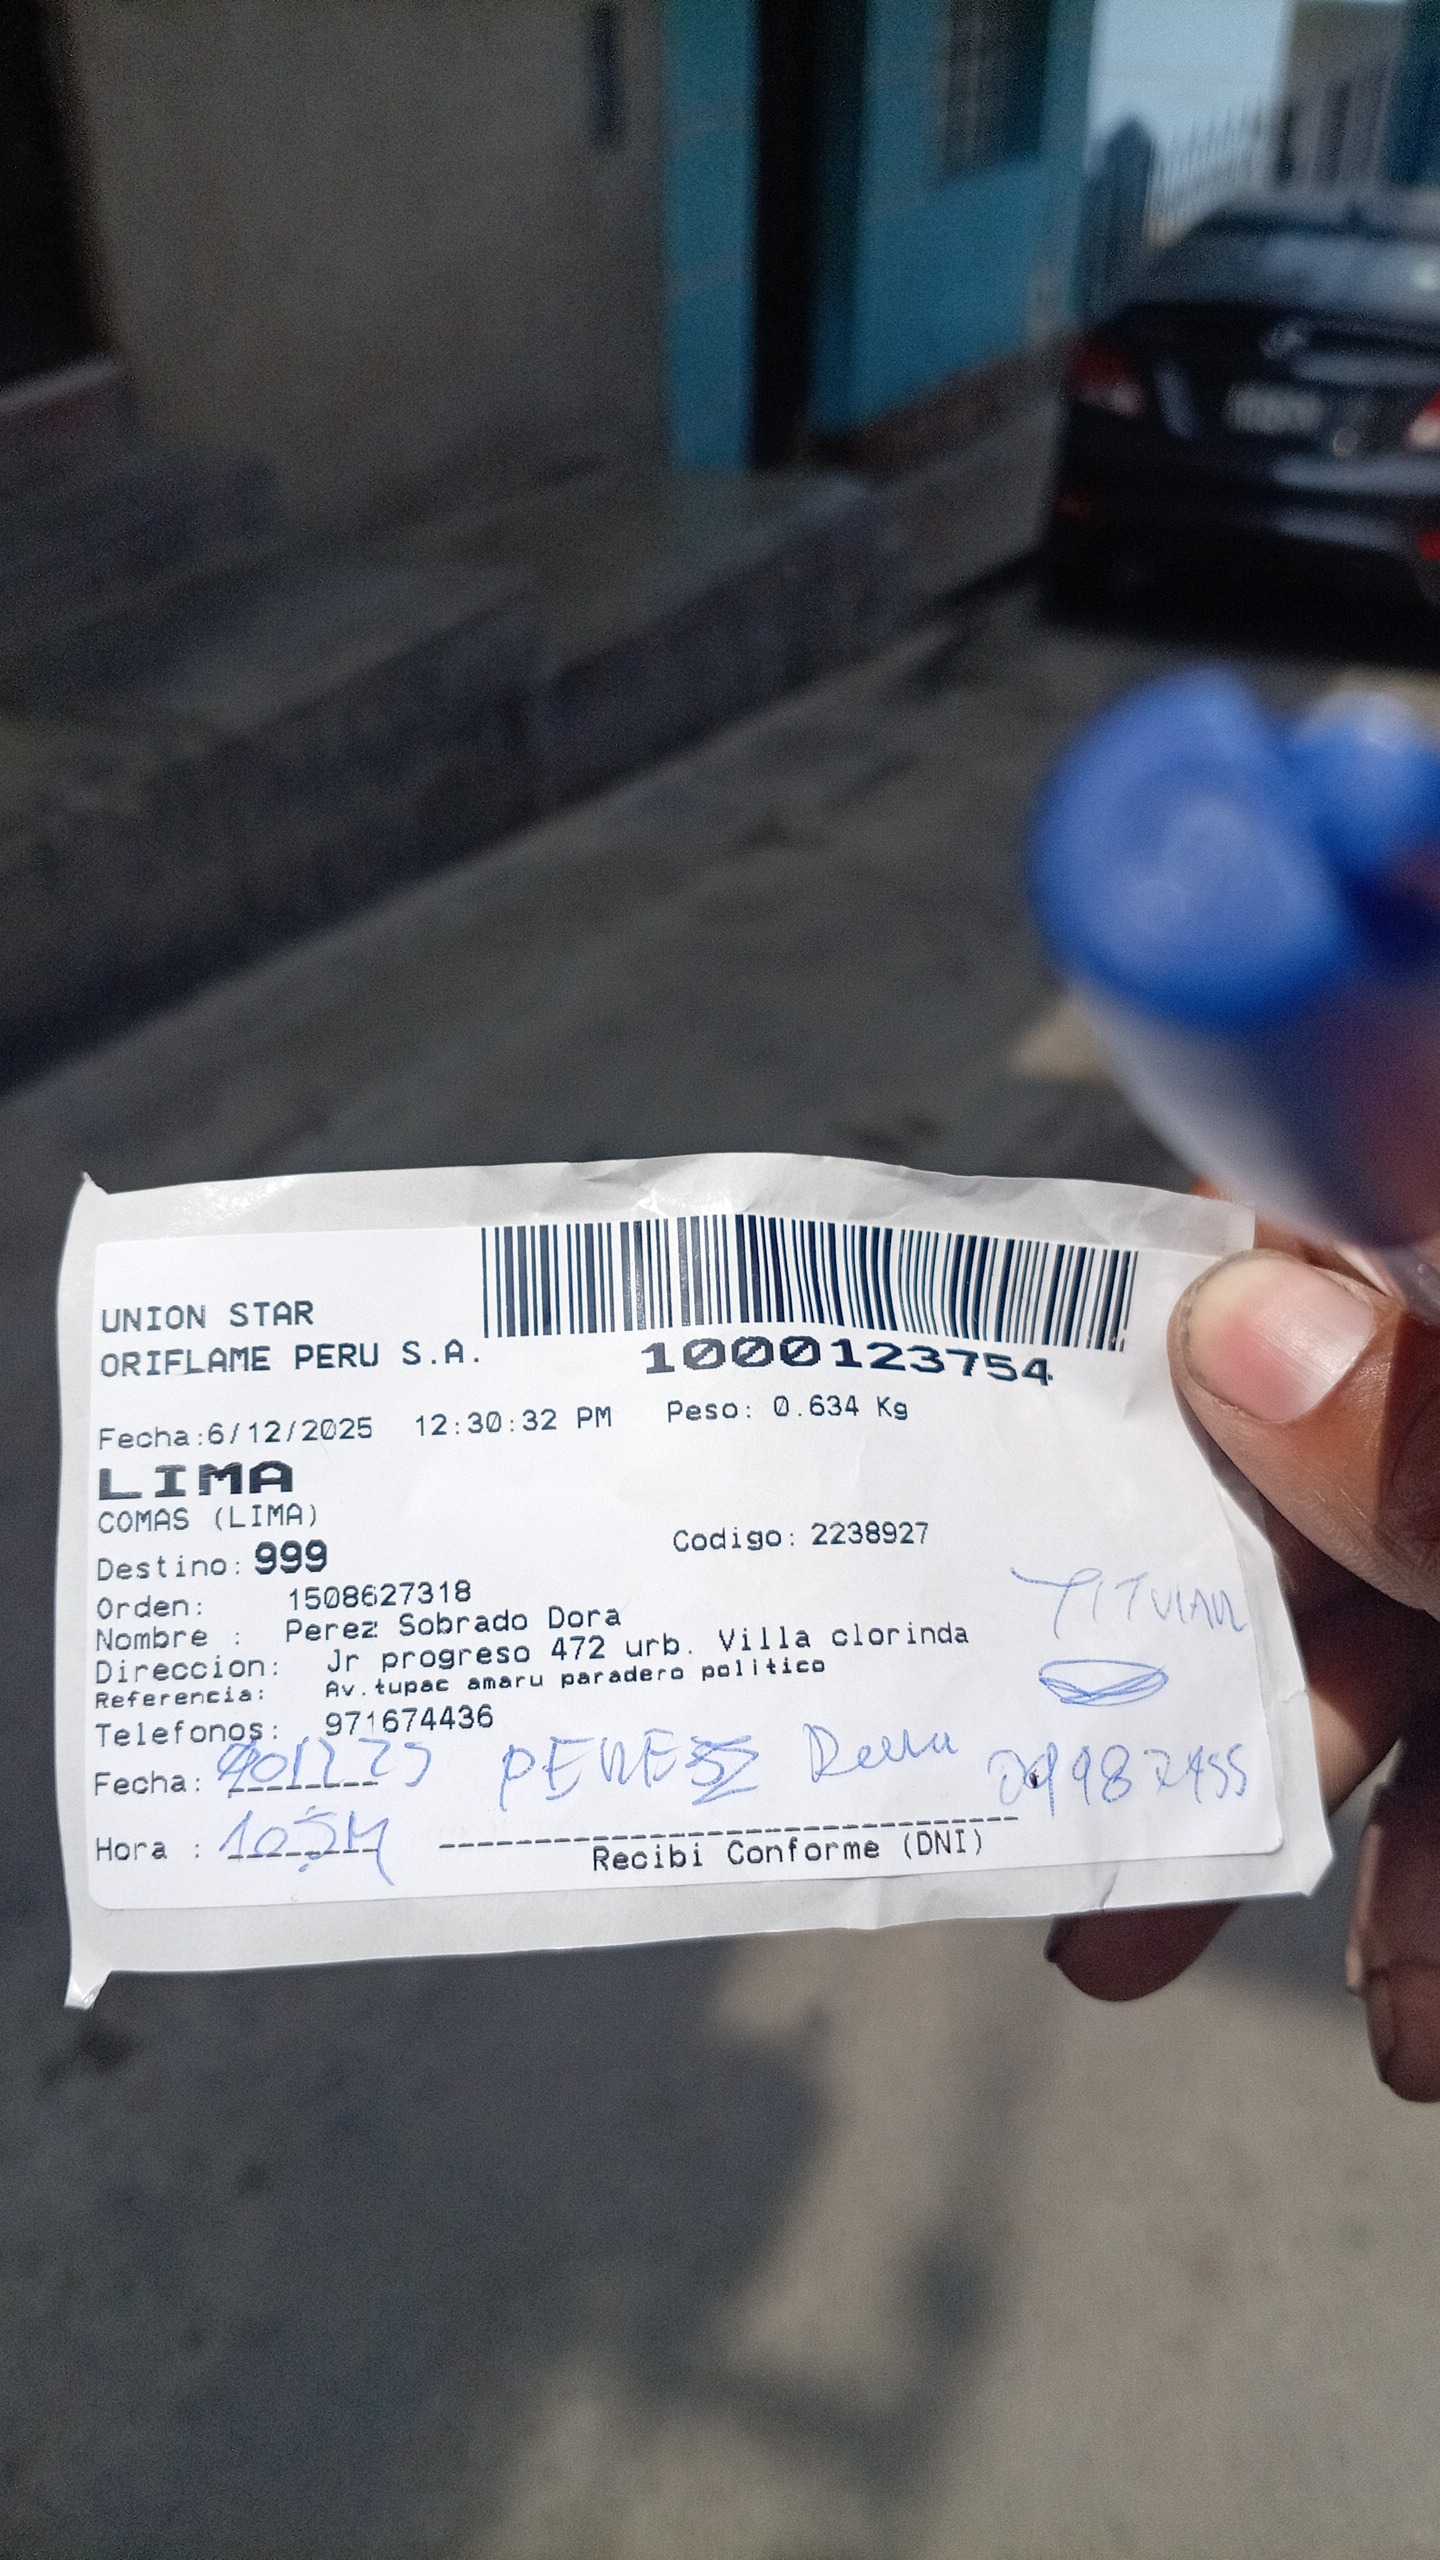 UNION STAR
ORIFLAME PERU S.A.
1000123754
Fecha:6/12/2025 12:30:32 PM Peso: 0.634 Kg
LIMA
COMAS (LIMA)
Destino: 999 Codigo: 2238927
Orden: 1508627318
Nombre : Perez Sobrado Dora
Direccion: Jr progreso 472 urb. Villa clorinda
Referencia: Av.tupac amaru paradero politico
Telefonos: 971674436
TITULAR
Fecha: PEREZ
Hora :
Recibi Conforme (DNI)